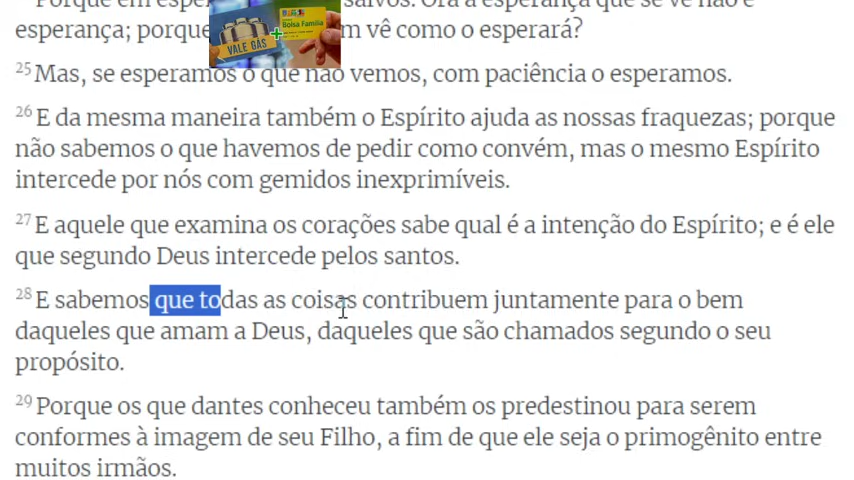 Porque em espe salvos. Ora a esperança que se vê não é
esperança; porque m vê como o esperará?
VALE GÁS
Bolsa Família
25 Mas, se esperamos o que não vemos, com paciência o esperamos.
26 E da mesma maneira também o Espírito ajuda as nossas fraquezas; porque
não sabemos o que havemos de pedir como convém, mas o mesmo Espírito
intercede por nós com gemidos inexprimíveis.
27 E aquele que examina os corações sabe qual é a intenção do Espírito; e é ele
que segundo Deus intercede pelos santos.
28 E sabemos que todas as coisas contribuem juntamente para o bem
daqueles que amam a Deus, daqueles que são chamados segundo o seu
propósito.
29 Porque os que dantes conheceu também os predestinou para serem
conformes à imagem de seu Filho, a fim de que ele seja o primogênito entre
muitos irmãos.